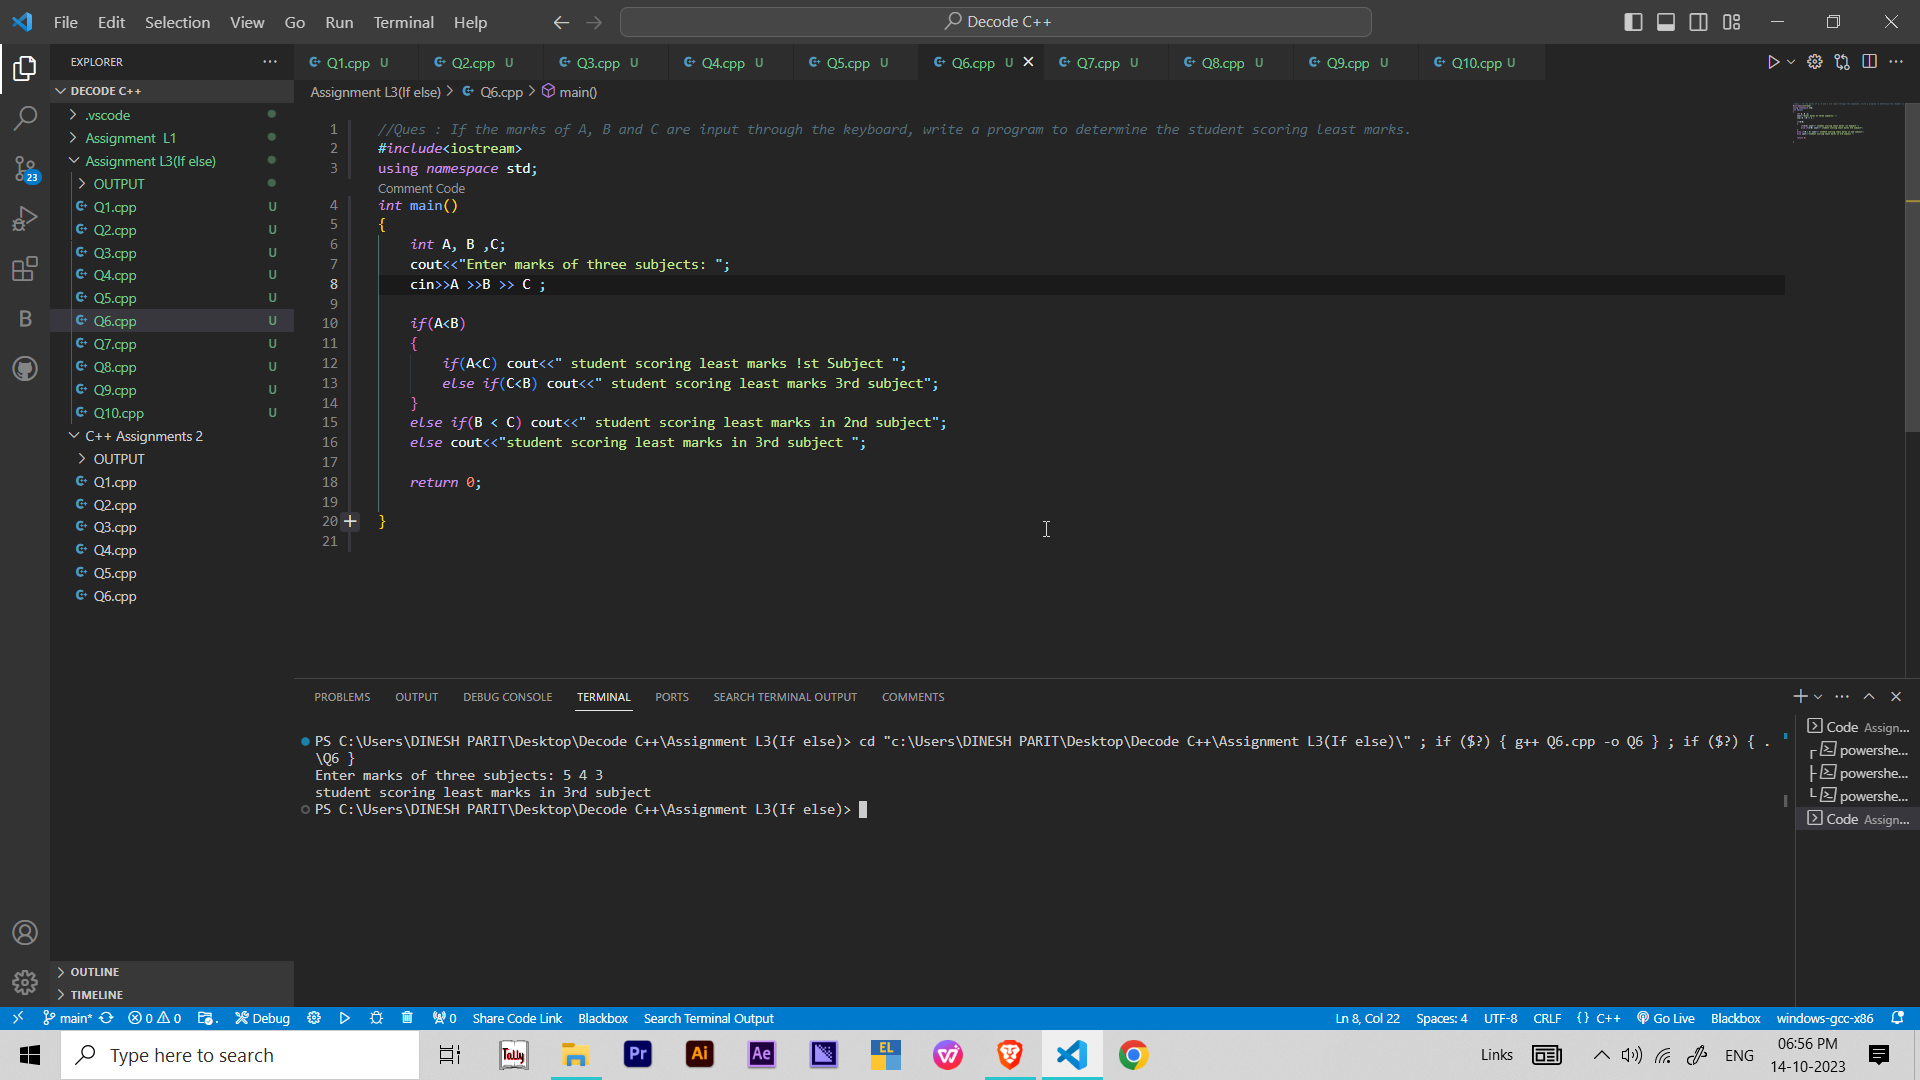 File Edit Selection View Go Run Terminal Help
Decode C++
EXPLORER
DECODE C++
.vscode
Assignment L1
Assignment L3(If else)
OUTPUT
Q1.cpp U
Q2.cpp U
Q3.cpp U
Q4.cpp U
Q5.cpp U
Q6.cpp U
Q7.cpp U
Q8.cpp U
Q9.cpp U
Q10.cpp U
C++ Assignments 2
OUTPUT
Q1.cpp
Q2.cpp
Q3.cpp
Q4.cpp
Q5.cpp
Q6.cpp
23
B
OUTLINE
TIMELINE
Q1.cpp U Q2.cpp U Q3.cpp U Q4.cpp U Q5.cpp U Q6.cpp U Q7.cpp U Q8.cpp U Q9.cpp U Q10.cpp U
Assignment L3(If else) > Q6.cpp > main()
1 //Ques : If the marks of A, B and C are input through the keyboard, write a program to determine the student scoring least marks.
2 #include<iostream>
3 using namespace std;
Comment Code
4 int main()
5 {
6 int A, B ,C;
7 cout<<"Enter marks of three subjects: ";
8 cin>>A >>B >> C ;
9
10 if(A<B)
11 {
12 if(A<C) cout<<" student scoring least marks !st Subject ";
13 else if(C<B) cout<<" student scoring least marks 3rd subject";
14 }
15 else if(B < C) cout<<" student scoring least marks in 2nd subject";
16 else cout<<"student scoring least marks in 3rd subject ";
17
18 return 0;
19
20 }
21
PROBLEMS OUTPUT DEBUG CONSOLE TERMINAL PORTS SEARCH TERMINAL OUTPUT COMMENTS
PS C:\Users\DINESH PARIT\Desktop\Decode C++\Assignment L3(If else)> cd "c:\Users\DINESH PARIT\Desktop\Decode C++\Assignment L3(If else)\" ; if ($?) { g++ Q6.cpp -o Q6 } ; if ($?) { .
\Q6 }
Enter marks of three subjects: 5 4 3
student scoring least marks in 3rd subject
PS C:\Users\DINESH PARIT\Desktop\Decode C++\Assignment L3(If else)>
Code Assign...
powershe...
powershe...
powershe...
Code Assign...
main* 0 0 Debug 0 Share Code Link Blackbox Search Terminal Output Ln 8, Col 22 Spaces: 4 UTF-8 CRLF {} C++ Go Live Blackbox windows-gcc-x86
Type here to search
Tally Pr Ai Ae EL
Links
ENG
06:56 PM
14-10-2023